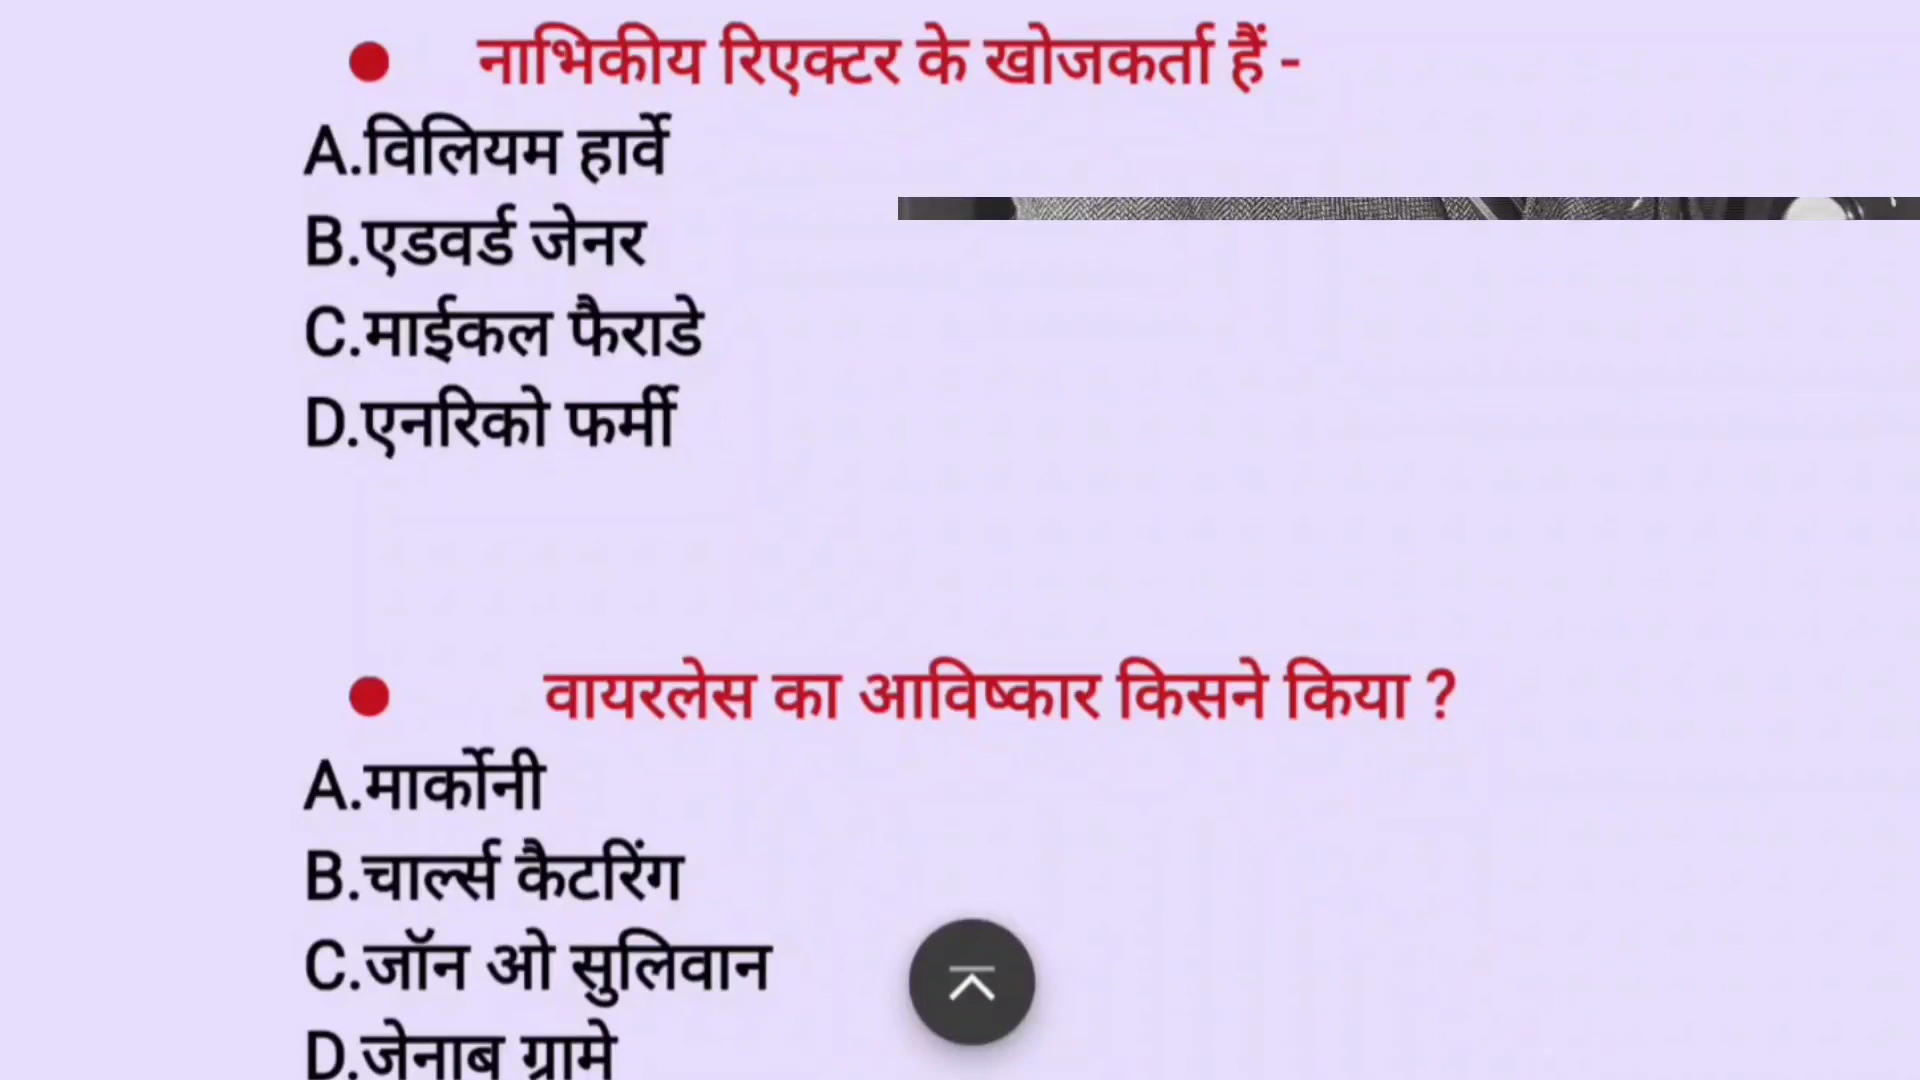 ● नाभिकीय रिएक्टर के खोजकर्ता हैं -
A.विलियम हार्वे
B.एडवर्ड जेनर
C.माईकल फैराडे
D.एनरिको फर्मी
● वायरलेस का आविष्कार किसने किया ?
A.मार्कोनी
B.चार्ल्स कैटरिंग
C.जॉन ओ सुलिवान
D.जेनाब ग्रामे